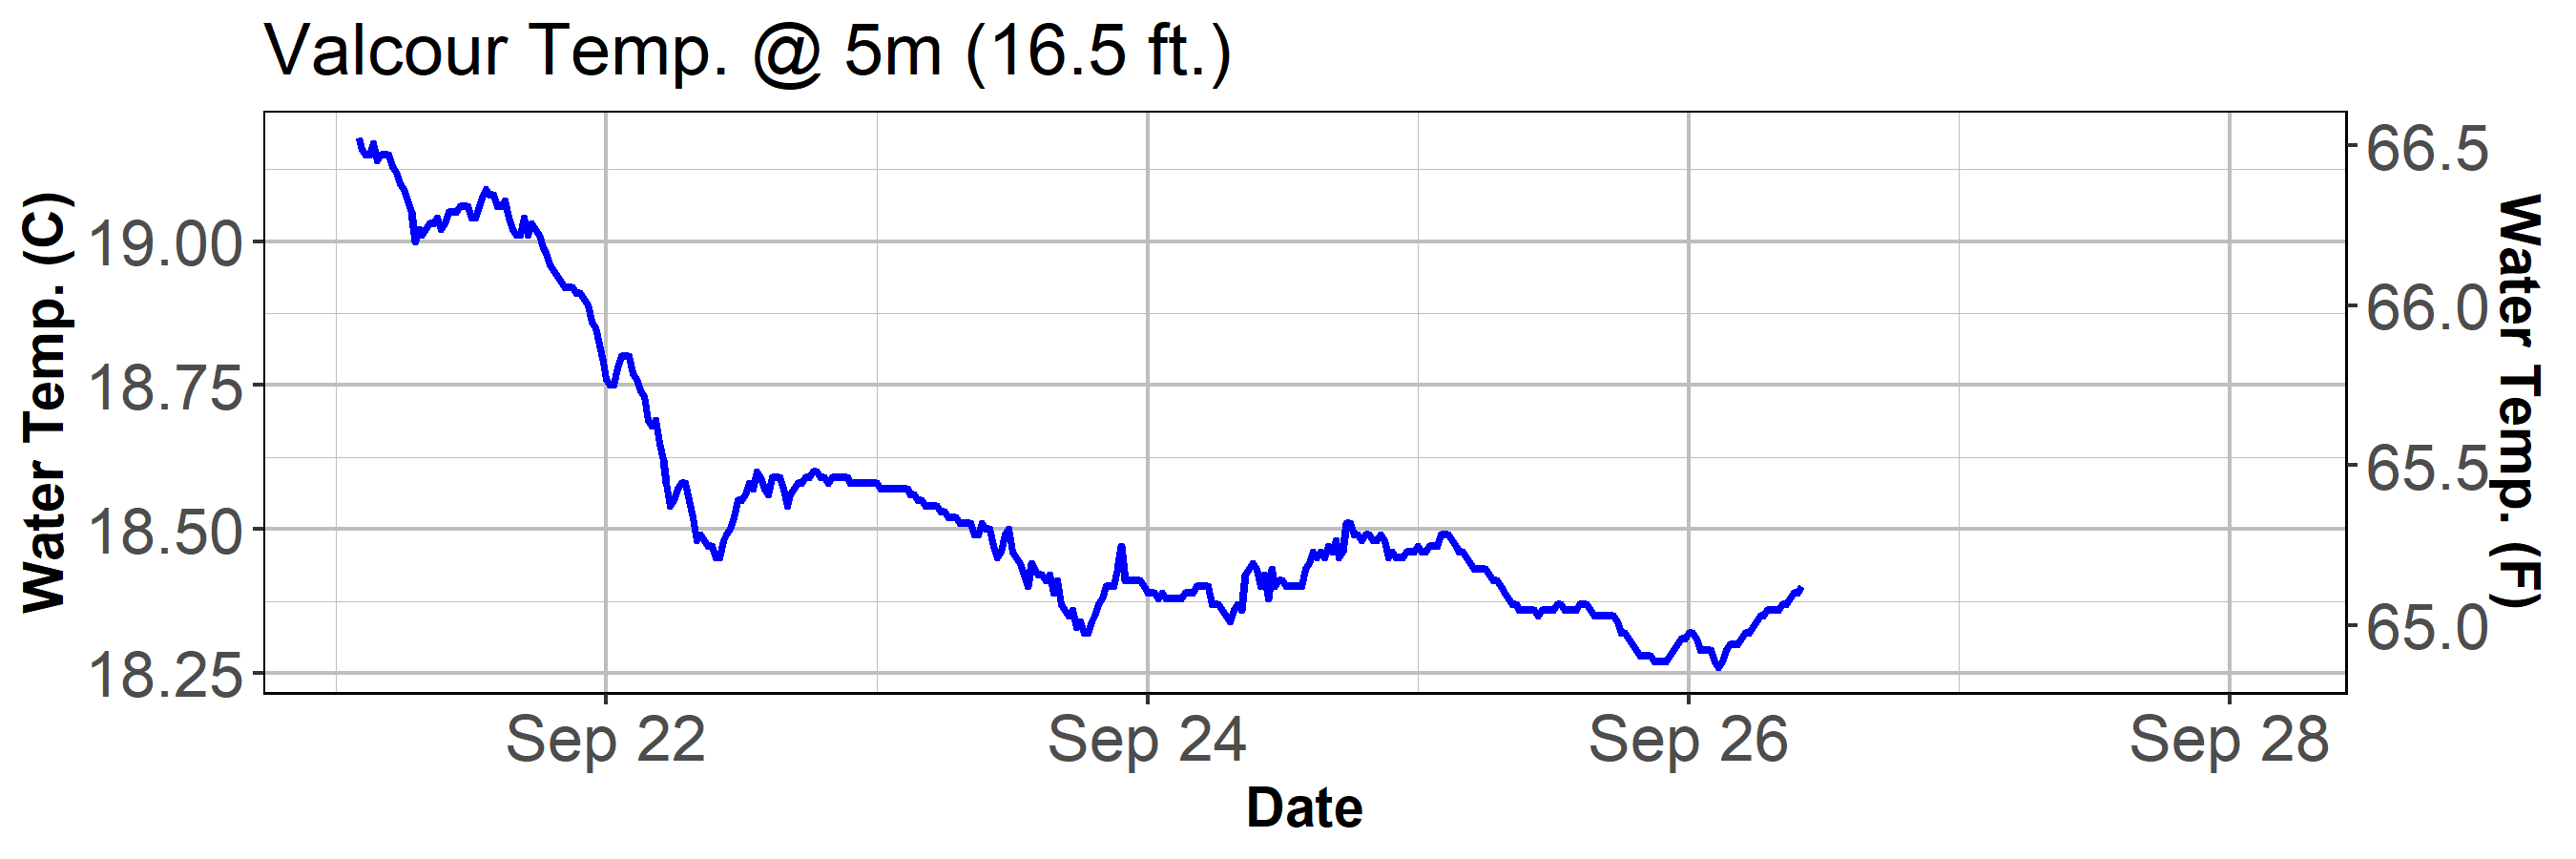 Valcour Temp. @ 5m (16.5 ft.)
Water Temp. (C)
19.00
18.75
18.50
18.25
66.5
66.0
65.5
65.0
Water Temp. (F)
Sep 22
Sep 24
Sep 26
Sep 28
Date